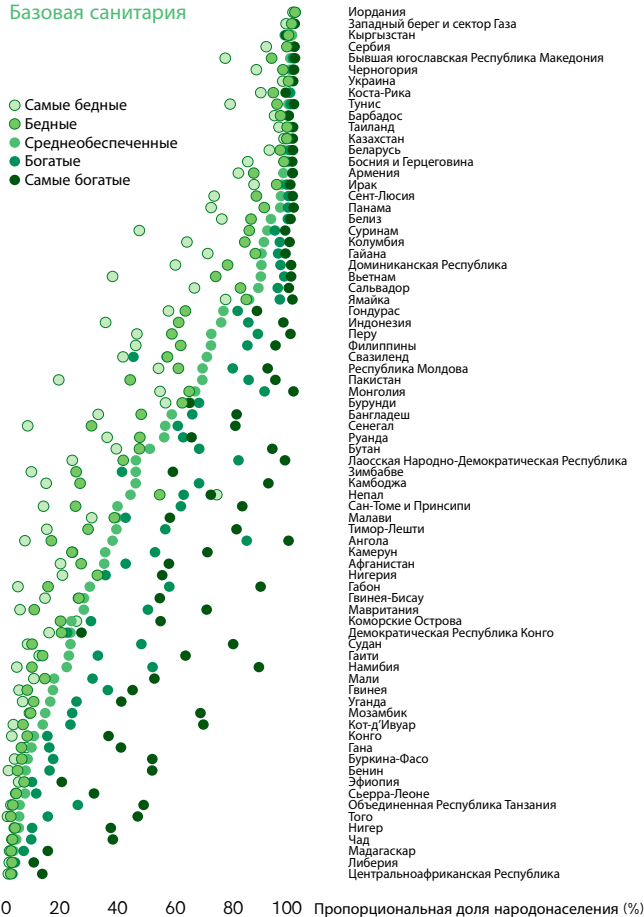 Базовая санитария
Самые бедные
Бедные
Среднеобеспеченные
Богатые
Самые богатые
Иордания
Западный берег и сектор Газа
Кыргызстан
Сербия
Бывшая югославская Республика Македония
Черногория
Украина
Коста-Рика
Тунис
Барбадос
Таиланд
Казахстан
Беларусь
Босния и Герцеговина
Армения
Ирак
Сент-Люсия
Панама
Белиз
Суринам
Колумбия
Гайана
Доминиканская Республика
Вьетнам
Сальвадор
Ямайка
Гондурас
Индонезия
Перу
Филиппины
Свазиленд
Республика Молдова
Пакистан
Монголия
Бурунди
Бангладеш
Сенегал
Руанда
Бутан
Лаосская Народно-Демократическая Республика
Зимбабве
Камбоджа
Непал
Сан-Томе и Принсипи
Малави
Тимор-Лешти
Ангола
Камерун
Афганистан
Нигерия
Габон
Гвинея-Бисау
Мавритания
Коморские Острова
Демократическая Республика Конго
Судан
Гаити
Намибия
Мали
Гвинея
Уганда
Мозамбик
Кот-д'Ивуар
Конго
Гана
Буркина-Фасо
Бенин
Эфиопия
Сьерра-Леоне
Объединенная Республика Танзания
Того
Нигер
Чад
Мадагаскар
Либерия
Центральноафриканская Республика
0 20 40 60 80 100 Пропорциональная доля народонаселения (%)